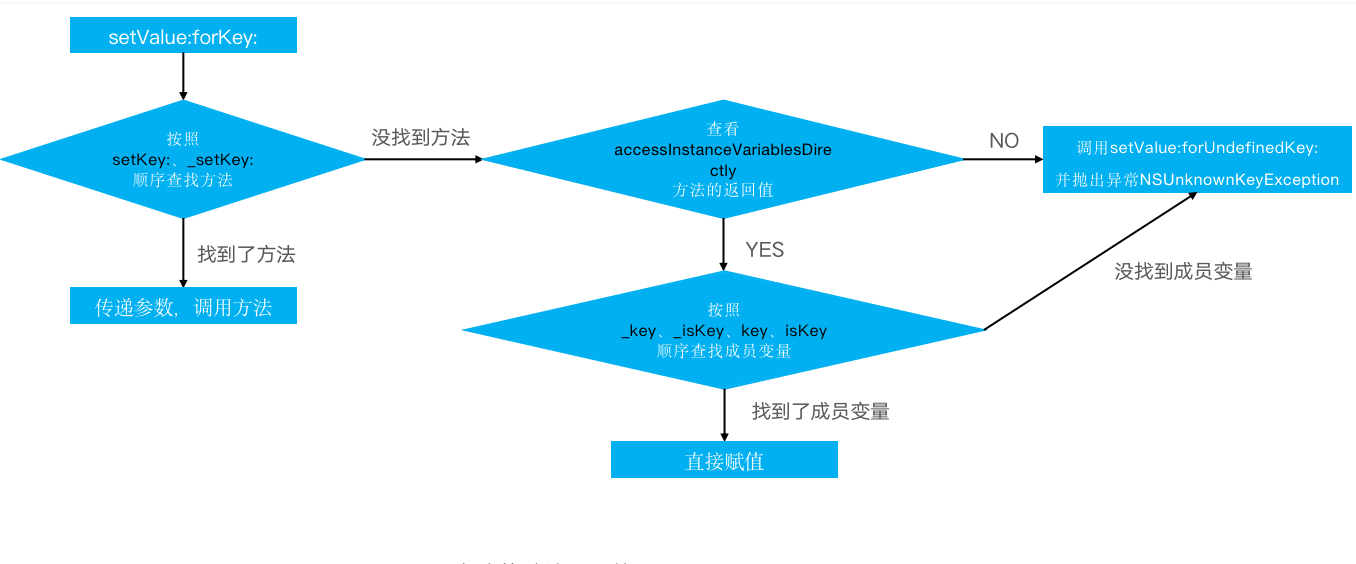 setValue:forKey:
按照
setKey:、_setKey:
顺序查找方法
没找到方法
查看
accessInstanceVariablesDire
ctly
方法的返回值
NO
调用setValue:forUndefinedKey:
并抛出异常NSUnknownKeyException
找到了方法
传递参数，调用方法
YES
没找到成员变量
按照
_key、_isKey、key、isKey
顺序查找成员变量
找到了成员变量
直接赋值